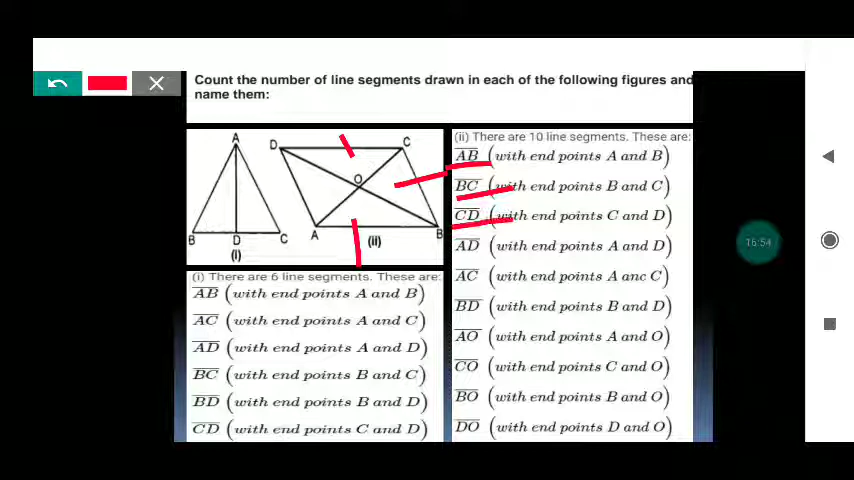 Count the number of line segments drawn in each of the following figures and
name them:
A
B
D
C
(i)
D
C
O
A
B
(ii)
(i) There are 6 line segments. These are:
AB (with end points A and B)
AC (with end points A and C)
AD (with end points A and D)
BC (with end points B and C)
BD (with end points B and D)
CD (with end points C and D)
(ii) There are 10 line segments. These are:
AB (with end points A and B)
BC (with end points B and C)
CD (with end points C and D)
AD (with end points A and D)
AC (with end points A anc C)
BD (with end points B and D)
AO (with end points A and O)
CO (with end points C and O)
BO (with end points B and O)
DO (with end points D and O)
16:54